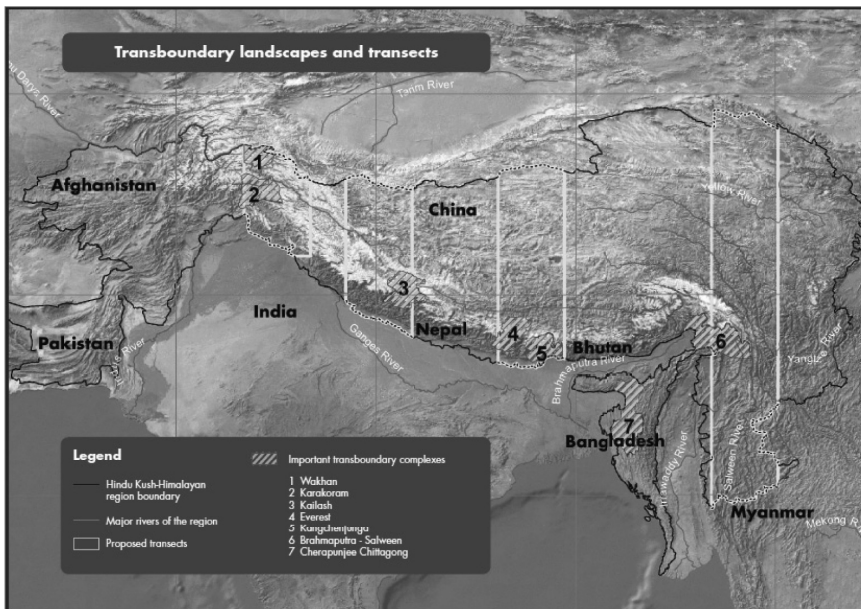 Transboundary landscapes and transects
Tarim River
1
Afghanistan
2
China
Yellow River
3
India
Nepal
4
5
Bhutan
6
Pakistan
Ganges River
Brahmaputra River
Yangtze River
7
Bangladesh
Salween River
Myanmar
Mekong
Legend
Hindu Kush-Himalayan
region boundary
Major rivers of the region
Proposed transects
Important transboundary complexes
1 Wakhan
2 Karakoram
3 Kailash
4 Everest
5 Kangchenjunga
6 Brahmaputra - Salween
7 Cherapunjee Chittagong